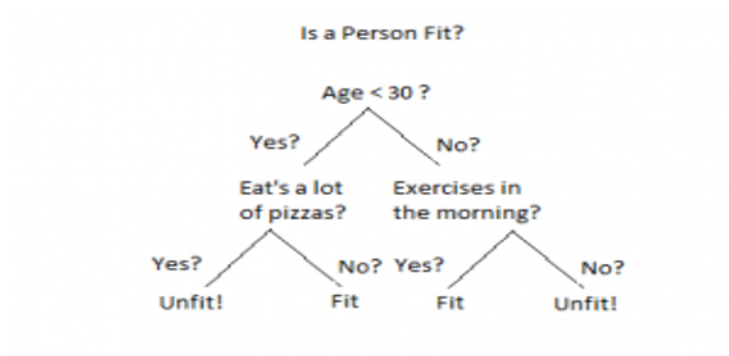 Is a Person Fit?
Age < 30 ?
Yes?
No?
Eat's a lot
of pizzas?
Exercises in
the morning?
Yes?
No?
Yes?
No?
Unfit!
Fit
Fit
Unfit!